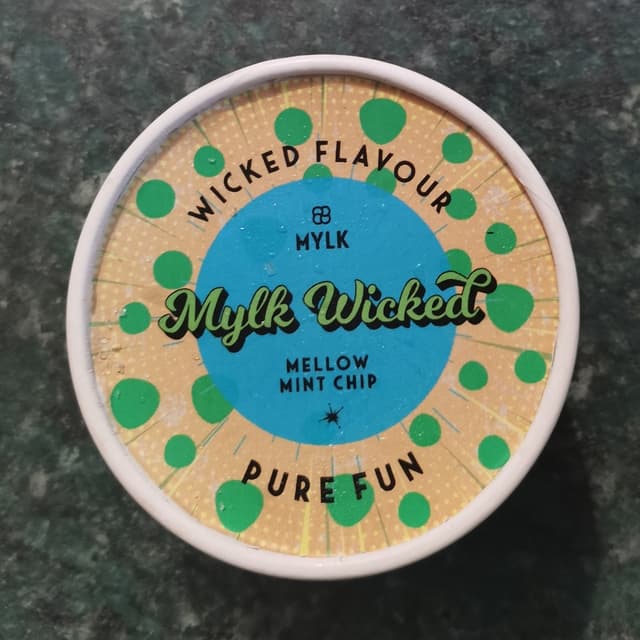 WICKED FLAVOUR
MYLK
Mylk Wicked
MELLOW
MINT CHIP
PURE FUN